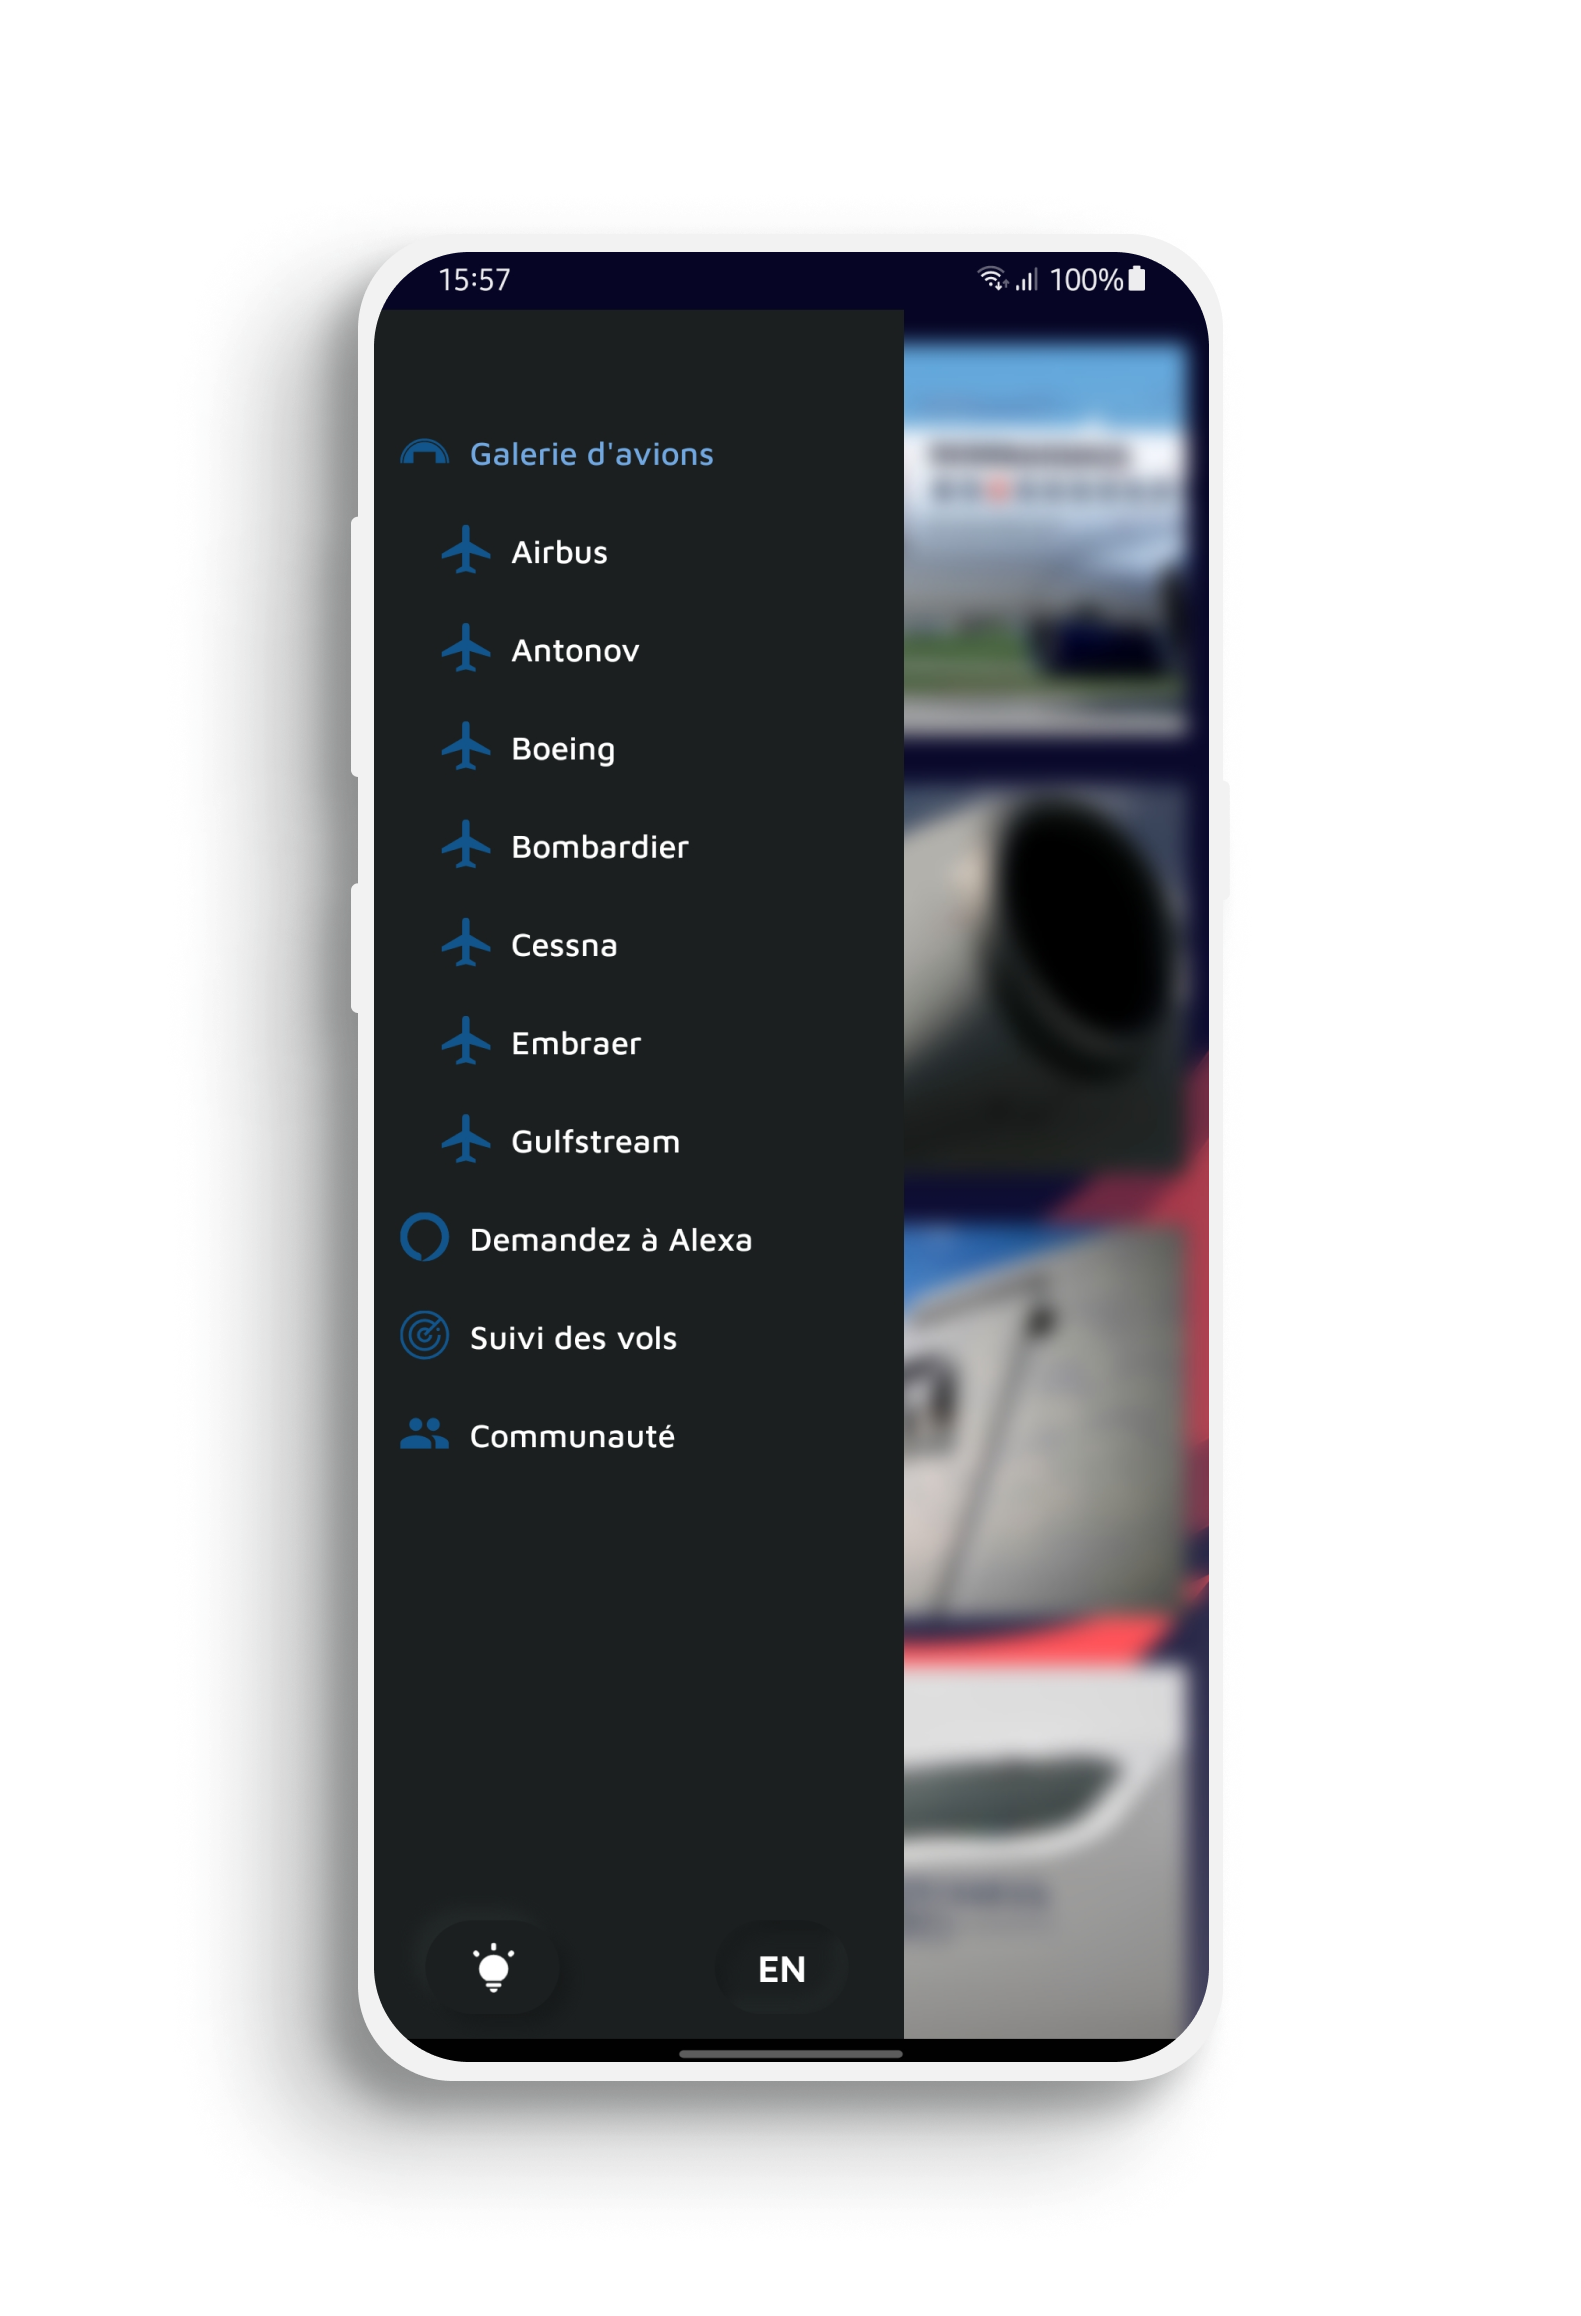 15:57
100%
Galerie d'avions
Airbus
Antonov
Boeing
Bombardier
Cessna
Embraer
Gulfstream
Demandez à Alexa
Suivi des vols
Communauté
EN